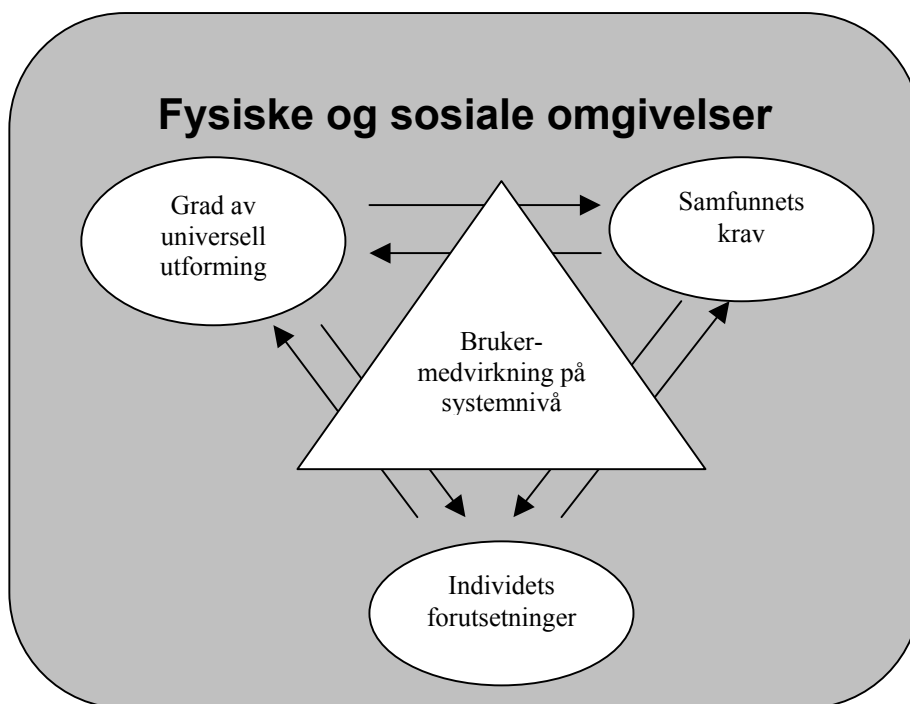 Fysiske og sosiale omgivelser
Grad av
universell
utforming
Samfunnets
krav
Bruker-
medvirkning på
systemnivå
Individets
forutsetninger